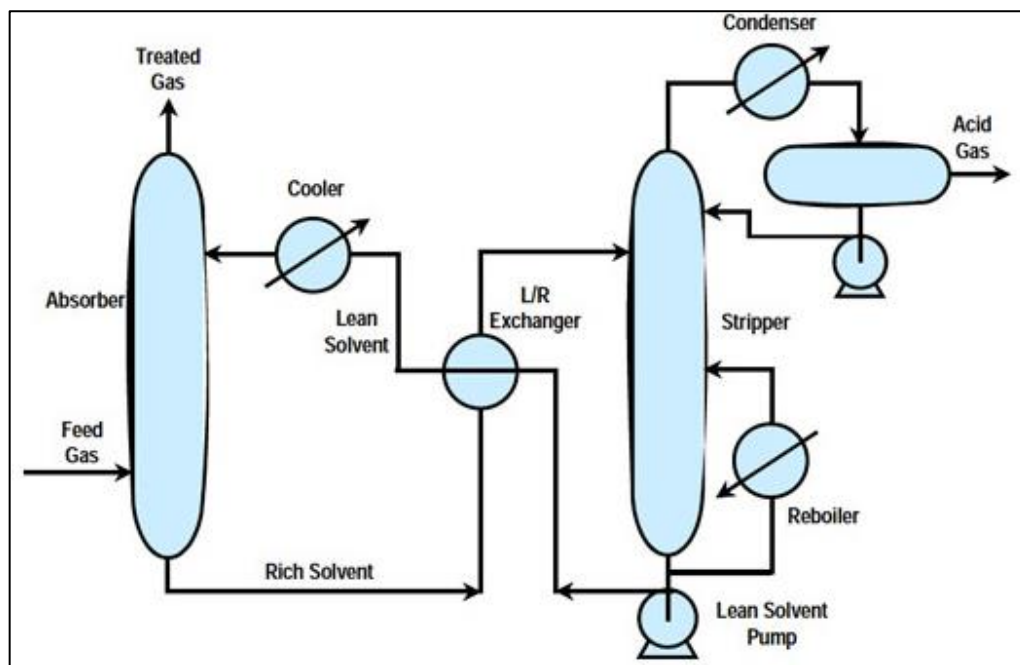 Condenser
Treated
Gas
Acid
Gas
Cooler
Absorber
Lean
Solvent
L/R
Exchanger
Stripper
Feed
Gas
Reboiler
Rich Solvent
Lean Solvent
Pump